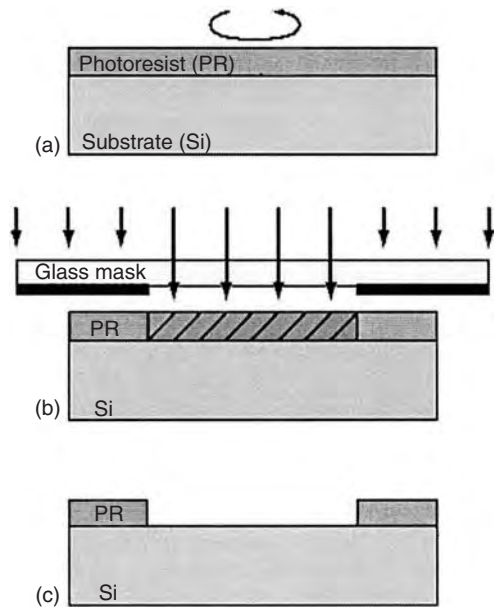 Photoresist (PR)
Substrate (Si)
(a)
Glass mask
PR
Si
(b)
PR
Si
(c)